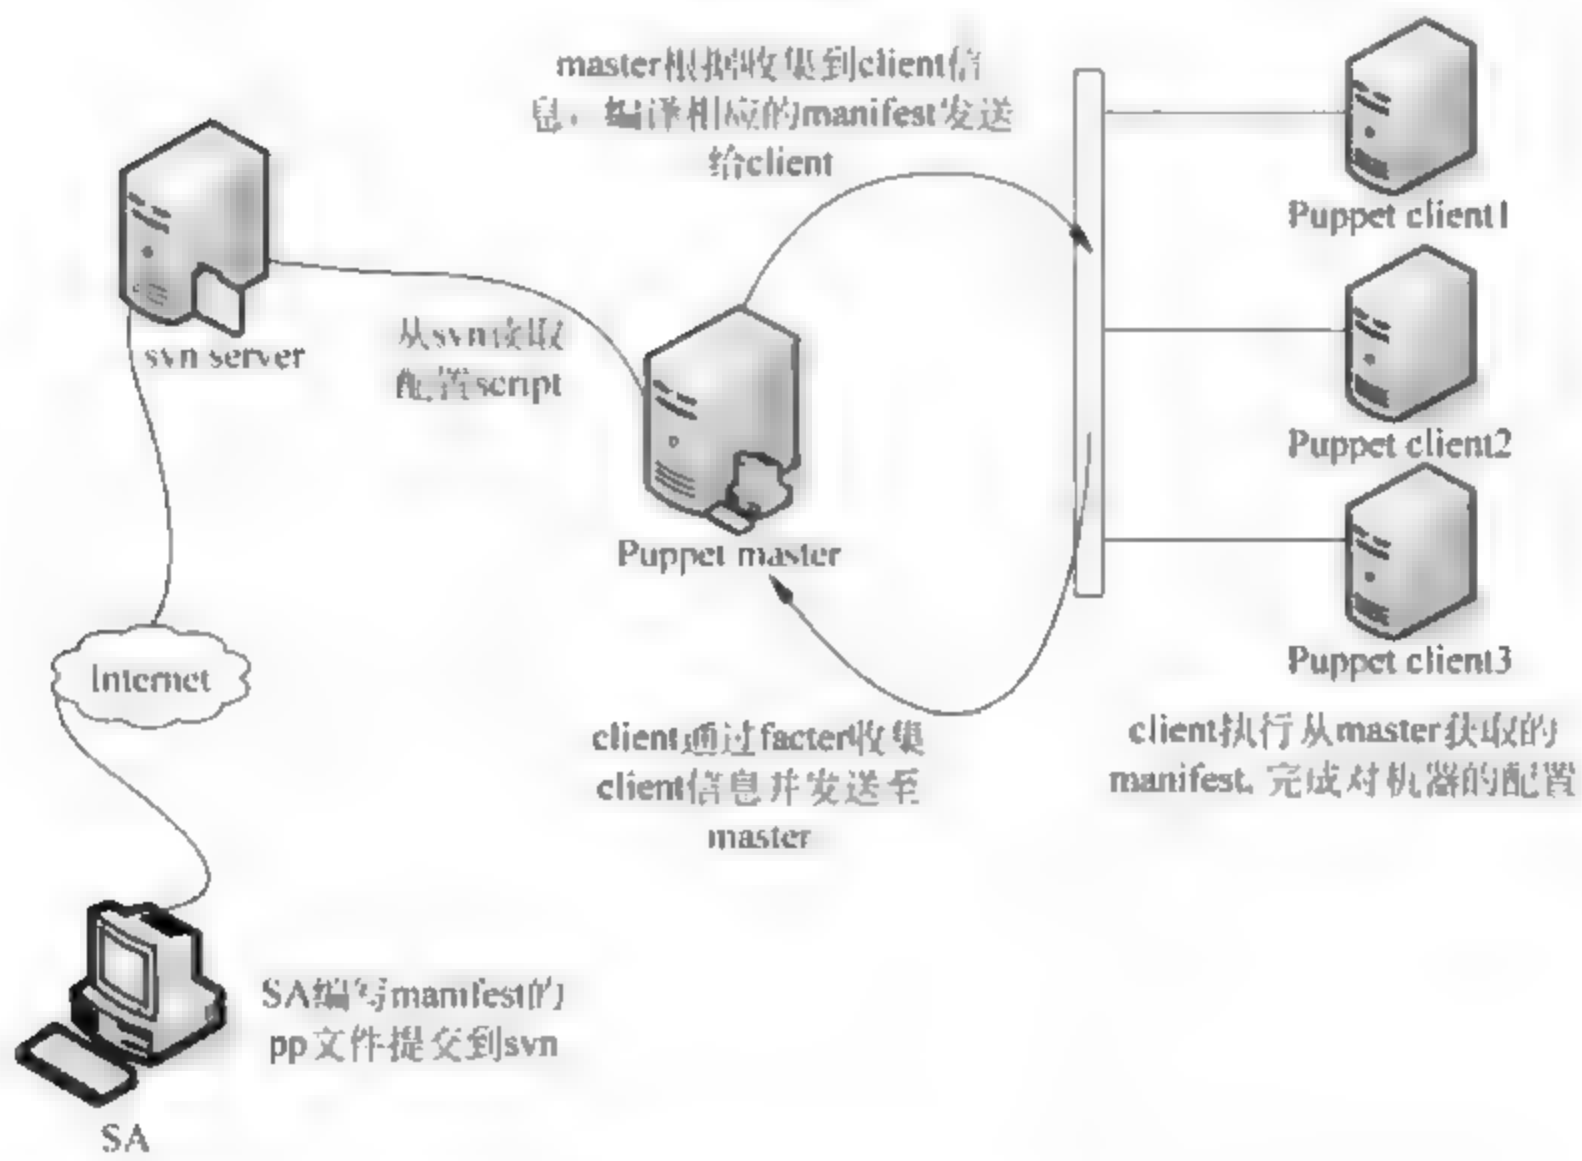 master根据收集到client信
息，编译相应的manifest发送
给client
Puppet client1
svn server
从svn读取
配置script
Puppet client2
Puppet master
Puppet client3
Internet
client通过facter收集
client信息并发送至
master
client执行从master获取的
manifest, 完成对机器的配置
SA编写manifest的
pp文件提交到svn
SA